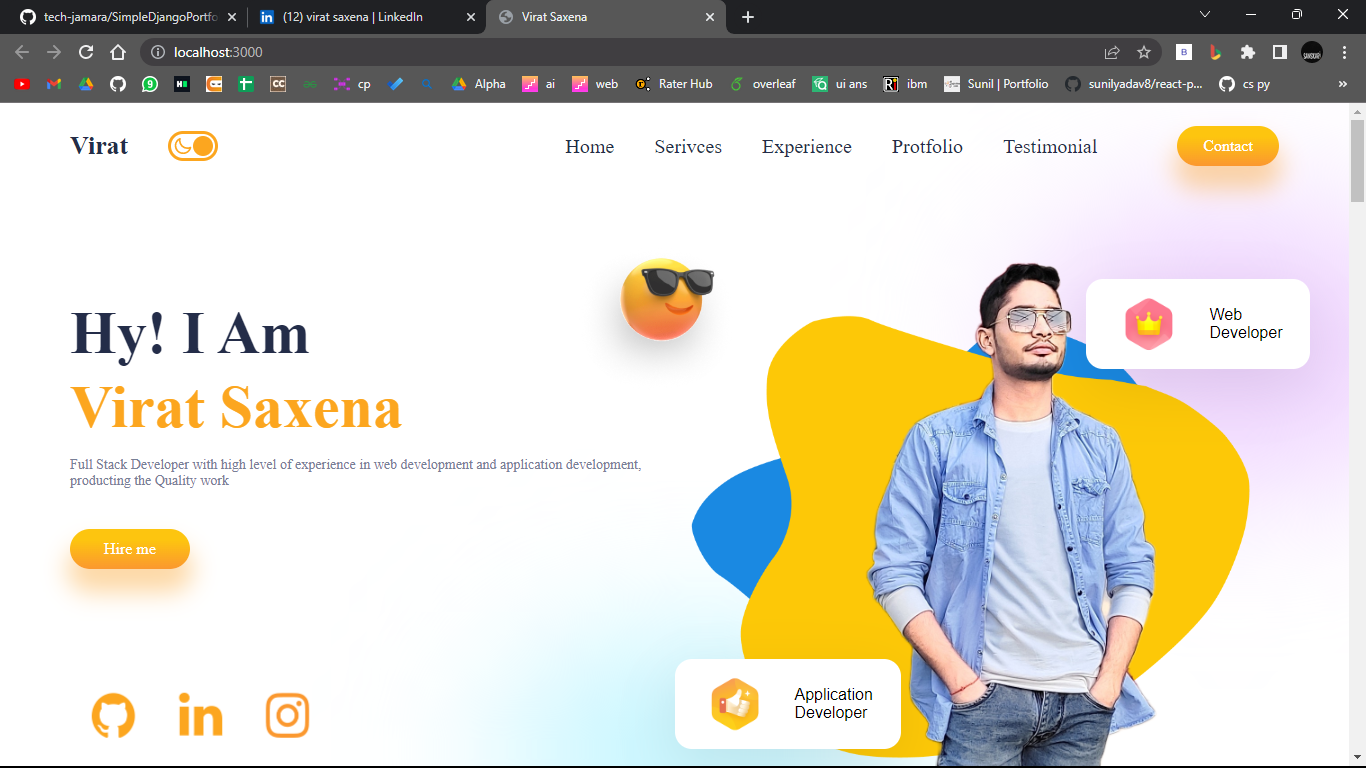 tech-jamara/SimpleDjangoPortfo
(12) virat saxena | LinkedIn
Virat Saxena
localhost:3000
cp
Alpha
ai
web
Rater Hub
overleaf
ui ans
ibm
Sunil | Portfolio
sunilyadav8/react-p...
cs py
Virat
Home
Serivces
Experience
Protfolio
Testimonial
Contact
Web
Developer
Hy! I Am
Virat Saxena
Full Stack Developer with high level of experience in web development and application development,
producting the Quality work
Hire me
Application
Developer